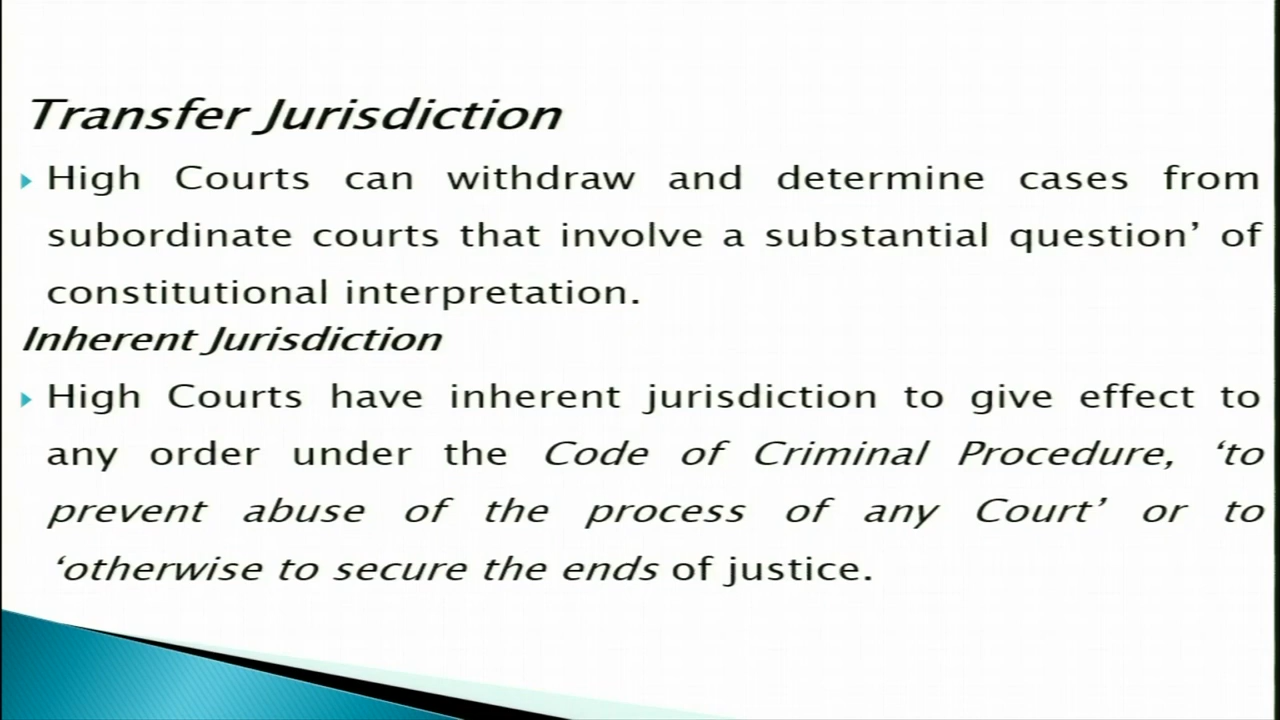 Transfer Jurisdiction
High Courts can withdraw and determine cases from
subordinate courts that involve a substantial question’ of
constitutional interpretation.
Inherent Jurisdiction
High Courts have inherent jurisdiction to give effect to
any order under the Code of Criminal Procedure, ‘to
prevent abuse of the process of any Court’ or to
‘otherwise to secure the ends of justice.